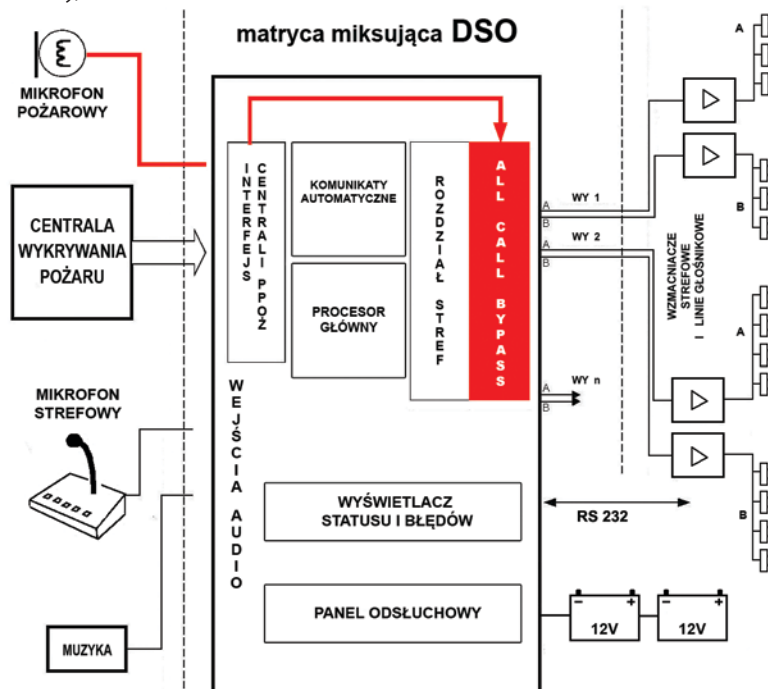 matryca miksująca DSO
MIKROFON
POŻAROWY
CENTRALA
WYKRYWANIA
POŻARU
MIKROFON
STREFOWY
MUZYKA
INTERFEJS
CENTRALI PPOŻ
KOMUNIKATY
AUTOMATYCZNE
PROCESOR
GŁÓWNY
ROZDZIAŁ STREF
ALL CALL BYPASS
WEJŚCIA AUDIO
WYŚWIETLACZ
STATUSU I BŁĘDÓW
PANEL ODSŁUCHOWY
A
WY 1
B
A
WY 2
B
A
WY n
B
RS 232
WZMACNIACZE
STREFOWE
I LINIE GŁOŚNIKOWE
A
B
A
B
- +
12V
- +
12V